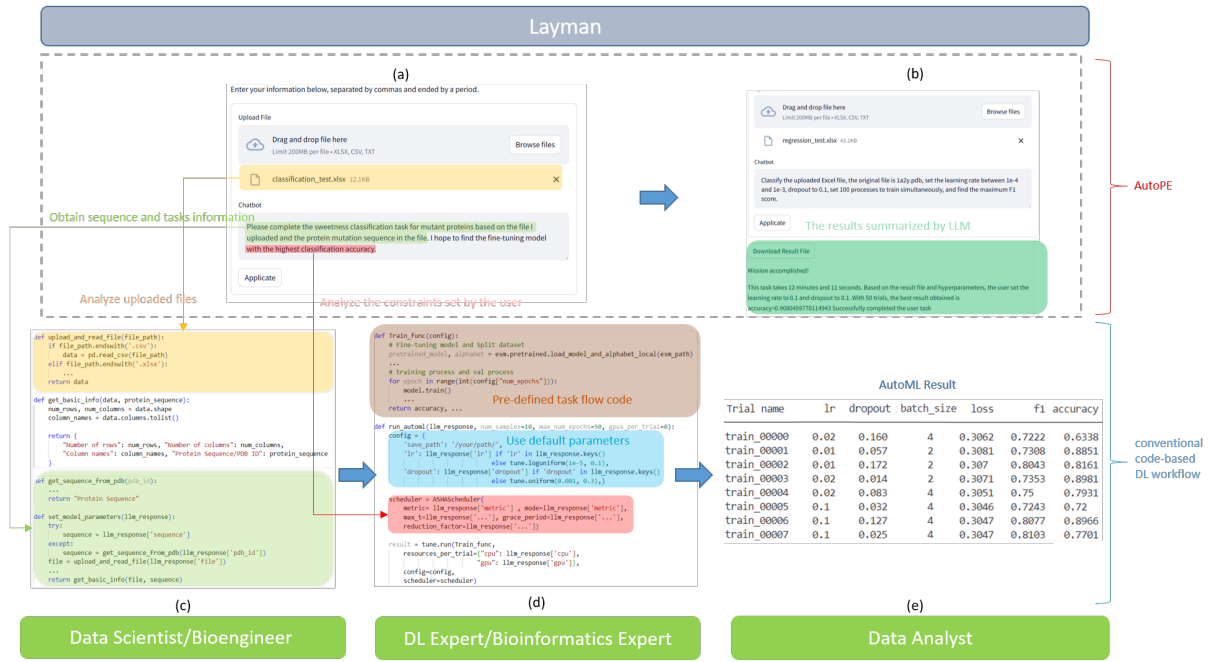 Layman
(a)
Enter your information below, separated by commas and ended by a period.
Upload File
Drag and drop file here
Limit 200MB per file • XLSX, CSV, TXT
Browse files
classification_test.xlsx 12.1KB
Chatbot
Please complete the sweetness classification task for mutant proteins based on the file I
uploaded and the protein mutation sequence in the file. I hope to find the fine-tuning model
with the highest classification accuracy.
Applicate
Obtain sequence and tasks information
Analyze uploaded files
Analyze the constraints set by the user
(b)
Drag and drop file here
Limit 200MB per file • XLSX, CSV, TXT
Browse files
regression_test.xlsx 43.1KB
Chatbot
Classify the uploaded Excel file, the original file is 1a2y.pdb, set the learning rate between 1e-4
and 1e-3, dropout to 0.1, set 100 processes to train simultaneously, and find the maximum F1
score.
Applicate
The results summarized by LLM
Download Result File
Mission accomplished!
This task takes 12 minutes and 11 seconds. Based on the result file and hyperparameters, the user set the
learning rate to 0.1 and dropout to 0.1. With 50 trials, the best result obtained is
accuracy=0.9080459770114943 Successfully completed the user task
AutoPE
def upload_and_read_file(file_path):
if file_path.endswith('.csv'):
data = pd.read_csv(file_path)
elif file_path.endswith('.xlsx'):
...
return data
def get_basic_info(data, protein_sequence):
num_rows, num_columns = data.shape
column_names = data.columns.tolist()
return {
"Number of rows": num_rows, "Number of columns": num_columns,
"Column names": column_names, "Protein Sequence/PDB ID": protein_sequence
}
def get_sequence_from_pdb(pdb_id):
...
return "Protein Sequence"
def set_model_parameters(llm_response):
try:
sequence = llm_response['sequence']
except:
sequence = get_sequence_from_pdb(llm_response['pdb_id'])
file = upload_and_read_file(llm_response['file'])
...
return get_basic_info(file, sequence)
(c)
Data Scientist/Bioengineer
def Train_func(config):
# Fine-tuning model and Split dataset
pretrained_model, alphabet = esm.pretrained.load_model_and_alphabet_local(esm_path)
...
# training process and val process
for epoch in range(int(config["num_epochs"])):
model.train()
...
return accuracy, ...
Pre-defined task flow code
def run_automl(llm_response, num_samples=10, max_num_epochs=50, gpus_per_trial=0):
config = {
'save_path': '/your/path/',
'lr': llm_response['lr'] if 'lr' in llm_response.keys()
else tune.loguniform(1e-5, 0.1),
'dropout': llm_response['dropout'] if 'dropout' in llm_response.keys()
else tune.uniform(0.001, 0.3),}
Use default parameters
scheduler = ASHAScheduler(
metric= llm_response['metric'] , mode=llm_response['metric'],
max_t=llm_response['...'], grace_period=llm_response['...'],
reduction_factor=llm_response['...'])
result = tune.run(Train_func,
resources_per_trial={"cpu": llm_response['cpu'],
"gpu": llm_response['gpu']},
config=config,
scheduler=scheduler)
(d)
DL Expert/Bioinformatics Expert
AutoML Result
Trial name lr dropout batch_size loss f1 accuracy
train_00000 0.02 0.160 4 0.3062 0.7222 0.6338
train_00001 0.01 0.057 2 0.3081 0.7308 0.8851
train_00002 0.01 0.172 2 0.307 0.8043 0.8161
train_00003 0.02 0.014 2 0.3071 0.7353 0.8981
train_00004 0.02 0.083 4 0.3051 0.75 0.7931
train_00005 0.1 0.032 4 0.3046 0.7243 0.72
train_00006 0.1 0.127 4 0.3047 0.8077 0.8966
train_00007 0.1 0.025 4 0.3047 0.8103 0.7701
conventional
code-based
DL workflow
(e)
Data Analyst